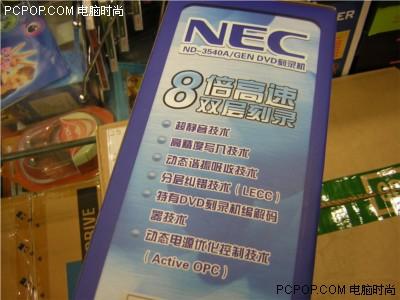 PCPOP.COM 电脑时尚
NEC
ND-3540A/GEN DVD刻录机
8倍高速
双层刻录
超静音技术
高精度写入技术
动态谐振吸收技术
分层纠错技术(LECC)
特有DVD刻录机编解码
器技术
动态电源优化控制技术
(Active OPC)
PCPOP.COM 电脑时尚